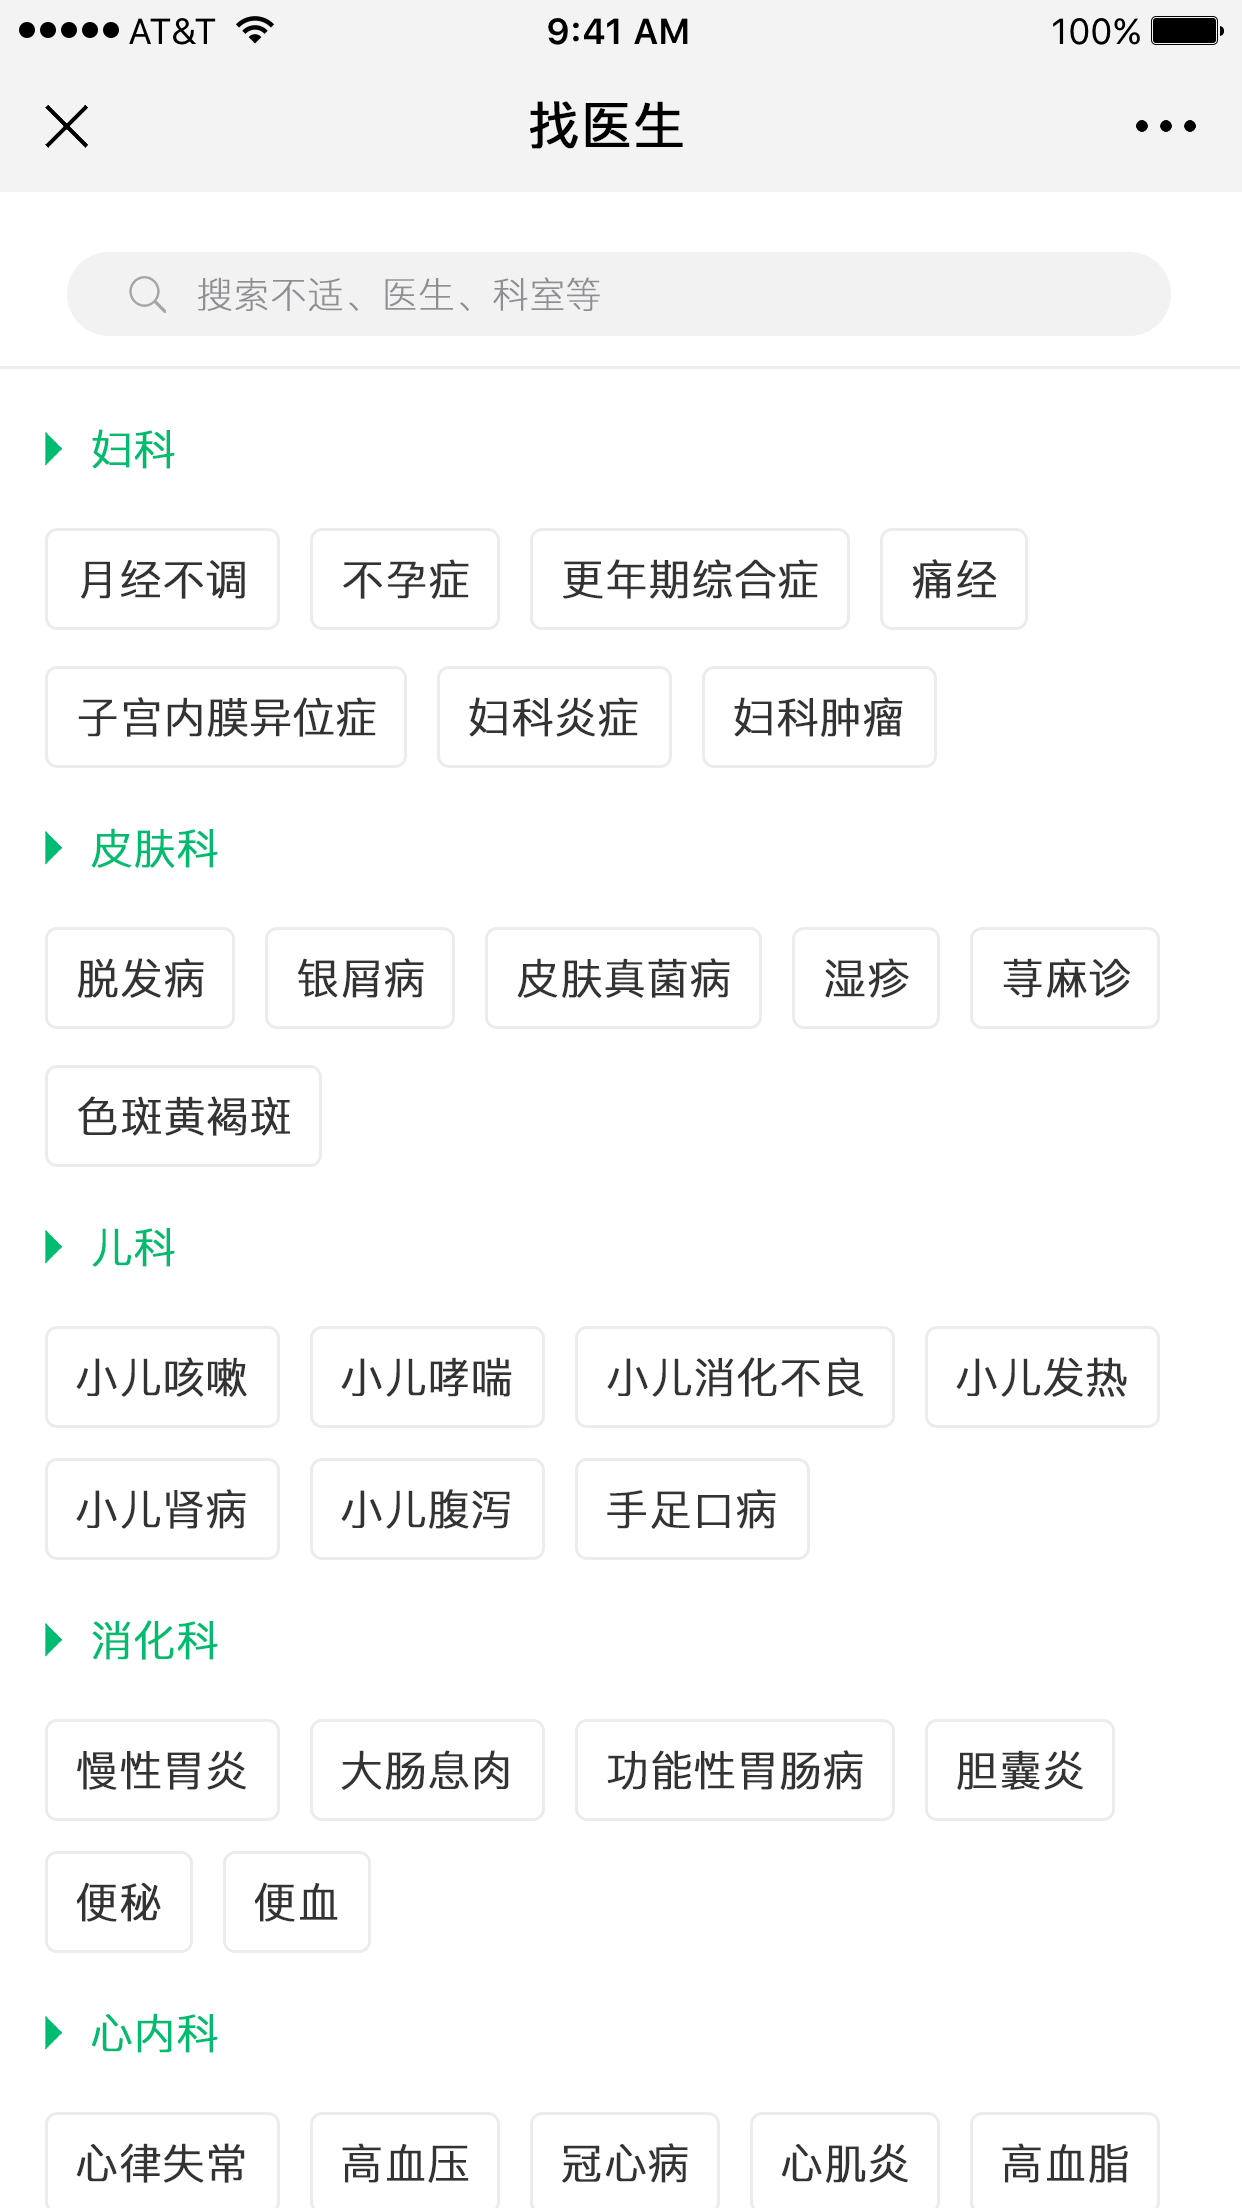 AT&T 9:41 AM 100%
找医生
搜索不适、医生、科室等
妇科
月经不调 不孕症 更年期综合症 痛经
子宫内膜异位症 妇科炎症 妇科肿瘤
皮肤科
脱发病 银屑病 皮肤真菌病 湿疹 荨麻诊
色斑黄褐斑
儿科
小儿咳嗽 小儿哮喘 小儿消化不良 小儿发热
小儿肾病 小儿腹泻 手足口病
消化科
慢性胃炎 大肠息肉 功能性胃肠病 胆囊炎
便秘 便血
心内科
心律失常 高血压 冠心病 心肌炎 高血脂